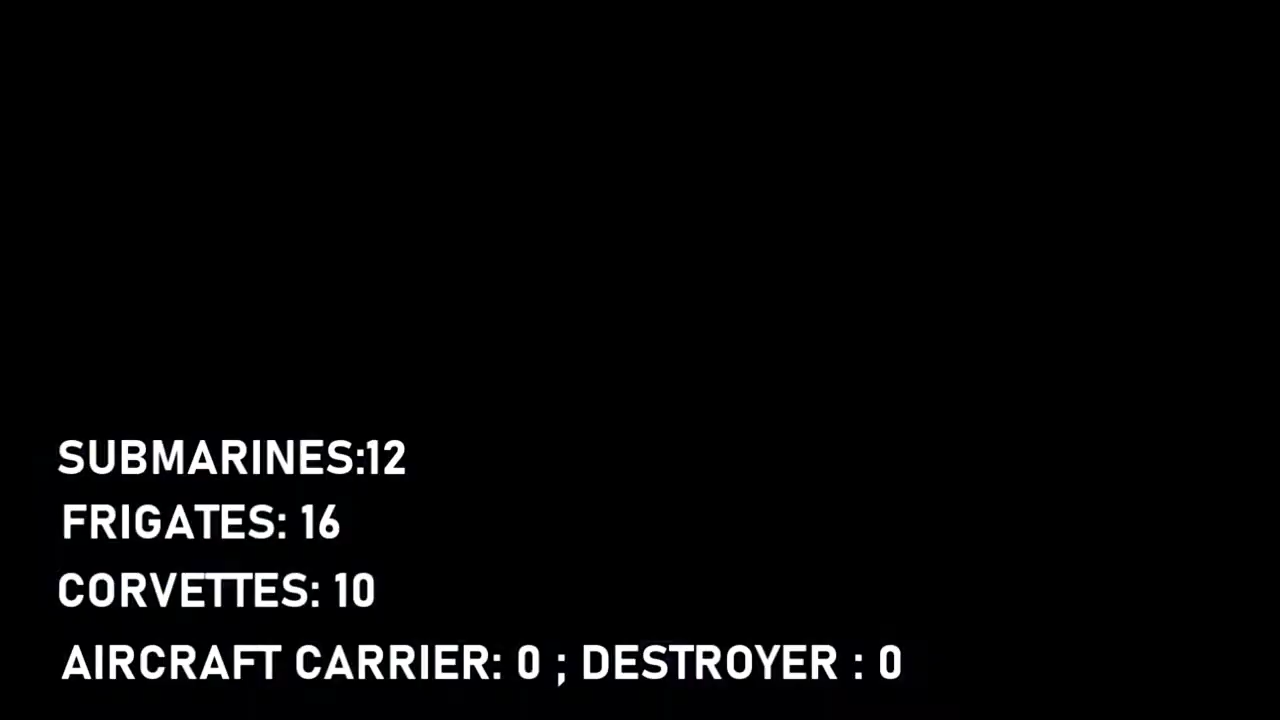 SUBMARINES:12
FRIGATES: 16
CORVETTES: 10
AIRCRAFT CARRIER: 0 ; DESTROYER : 0